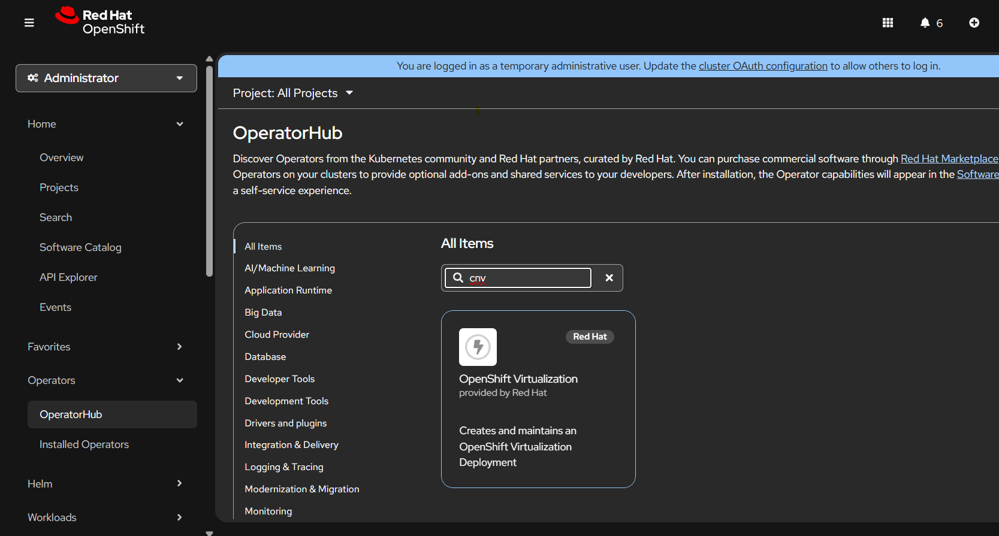 Red Hat
OpenShift
6
Administrator
Home
Overview
Projects
Search
Software Catalog
API Explorer
Events
Favorites
Operators
OperatorHub
Installed Operators
Helm
Workloads
You are logged in as a temporary administrative user. Update the cluster OAuth configuration to allow others to log in.
Project: All Projects
OperatorHub
Discover Operators from the Kubernetes community and Red Hat partners, curated by Red Hat. You can purchase commercial software through Red Hat Marketplace
Operators on your clusters to provide optional add-ons and shared services to your developers. After installation, the Operator capabilities will appear in the Software
a self-service experience.
All Items
AI/Machine Learning
Application Runtime
Big Data
Cloud Provider
Database
Developer Tools
Development Tools
Drivers and plugins
Integration & Delivery
Logging & Tracing
Modernization & Migration
Monitoring
All Items
cnv
Red Hat
OpenShift Virtualization
provided by Red Hat
Creates and maintains an
OpenShift Virtualization
Deployment